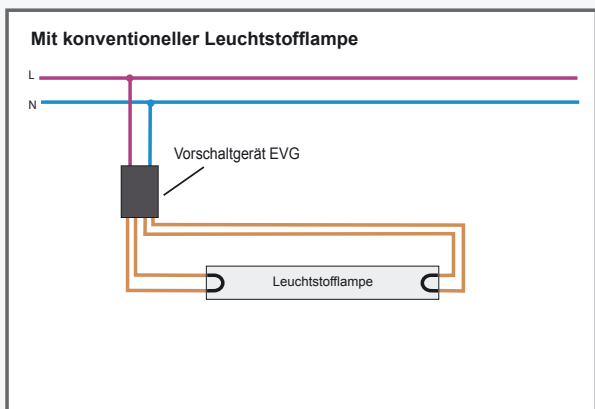 Mit konventioneller Leuchtstofflampe
L
N
Vorschaltgerät EVG
Leuchtstofflampe